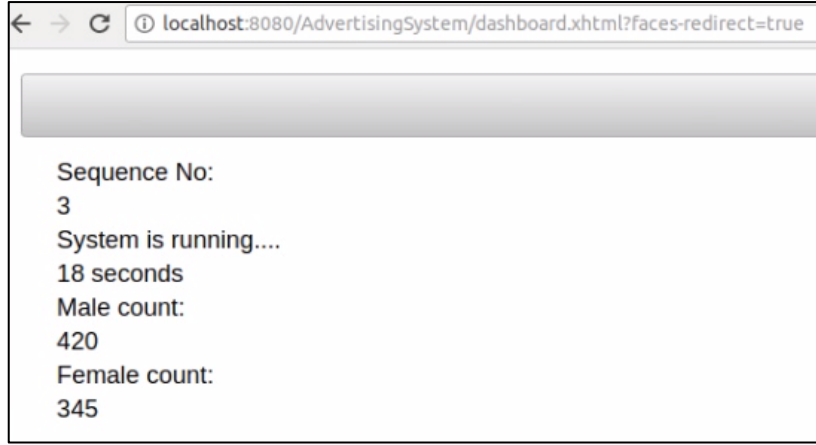 localhost:8080/AdvertisingSystem/dashboard.xhtml?faces-redirect=true
Sequence No:
3
System is running....
18 seconds
Male count:
420
Female count:
345